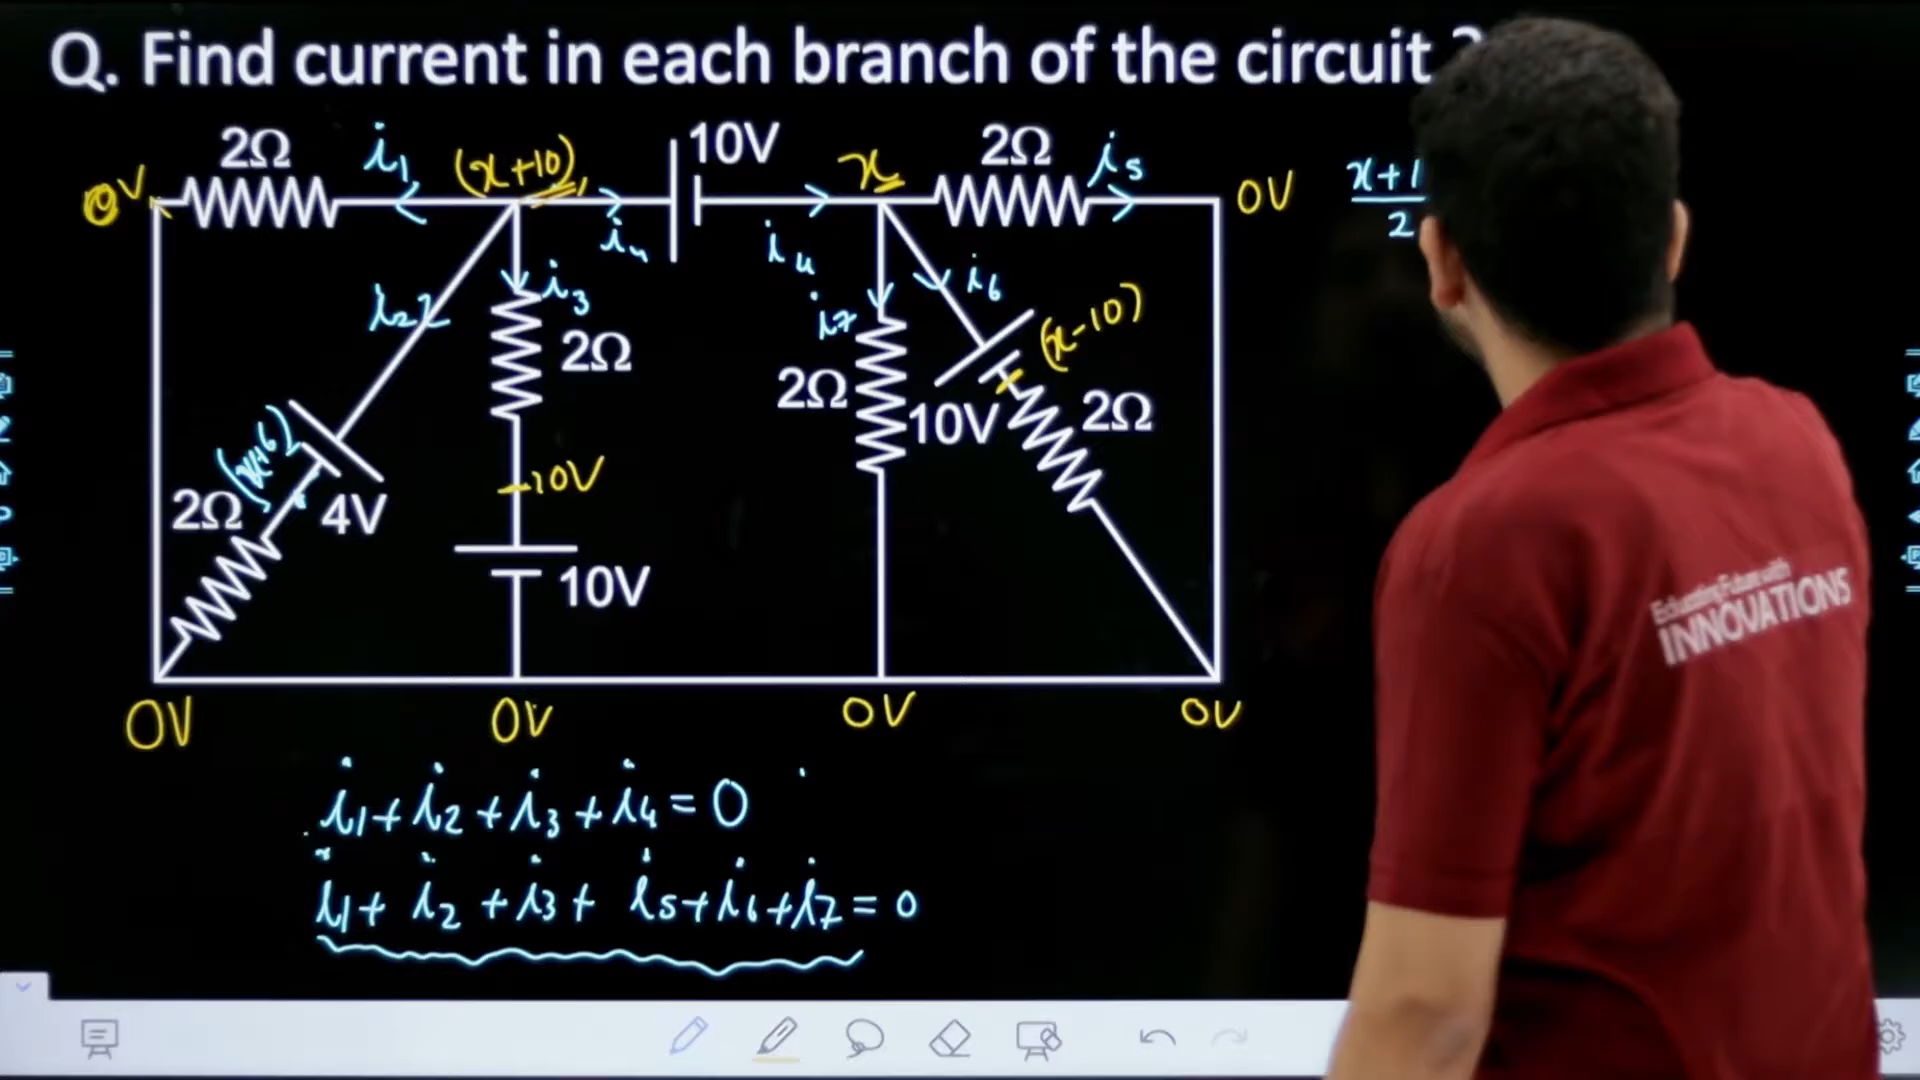 Q. Find current in each branch of the circuit ?
2Ω i1 (x+10) 10V x 2Ω i5
0V 0V x+1
2
i4 i4
i2 i3 i7 i6 (x-10)
2Ω 2Ω 10V 2Ω
(x+6) 10V
2Ω 4V
10V
0V 0V 0V 0V
i1+i2+i3+i4=0
i1+i2+i3+i5+i6+i7=0
Educating Future with
INNOVATIONS